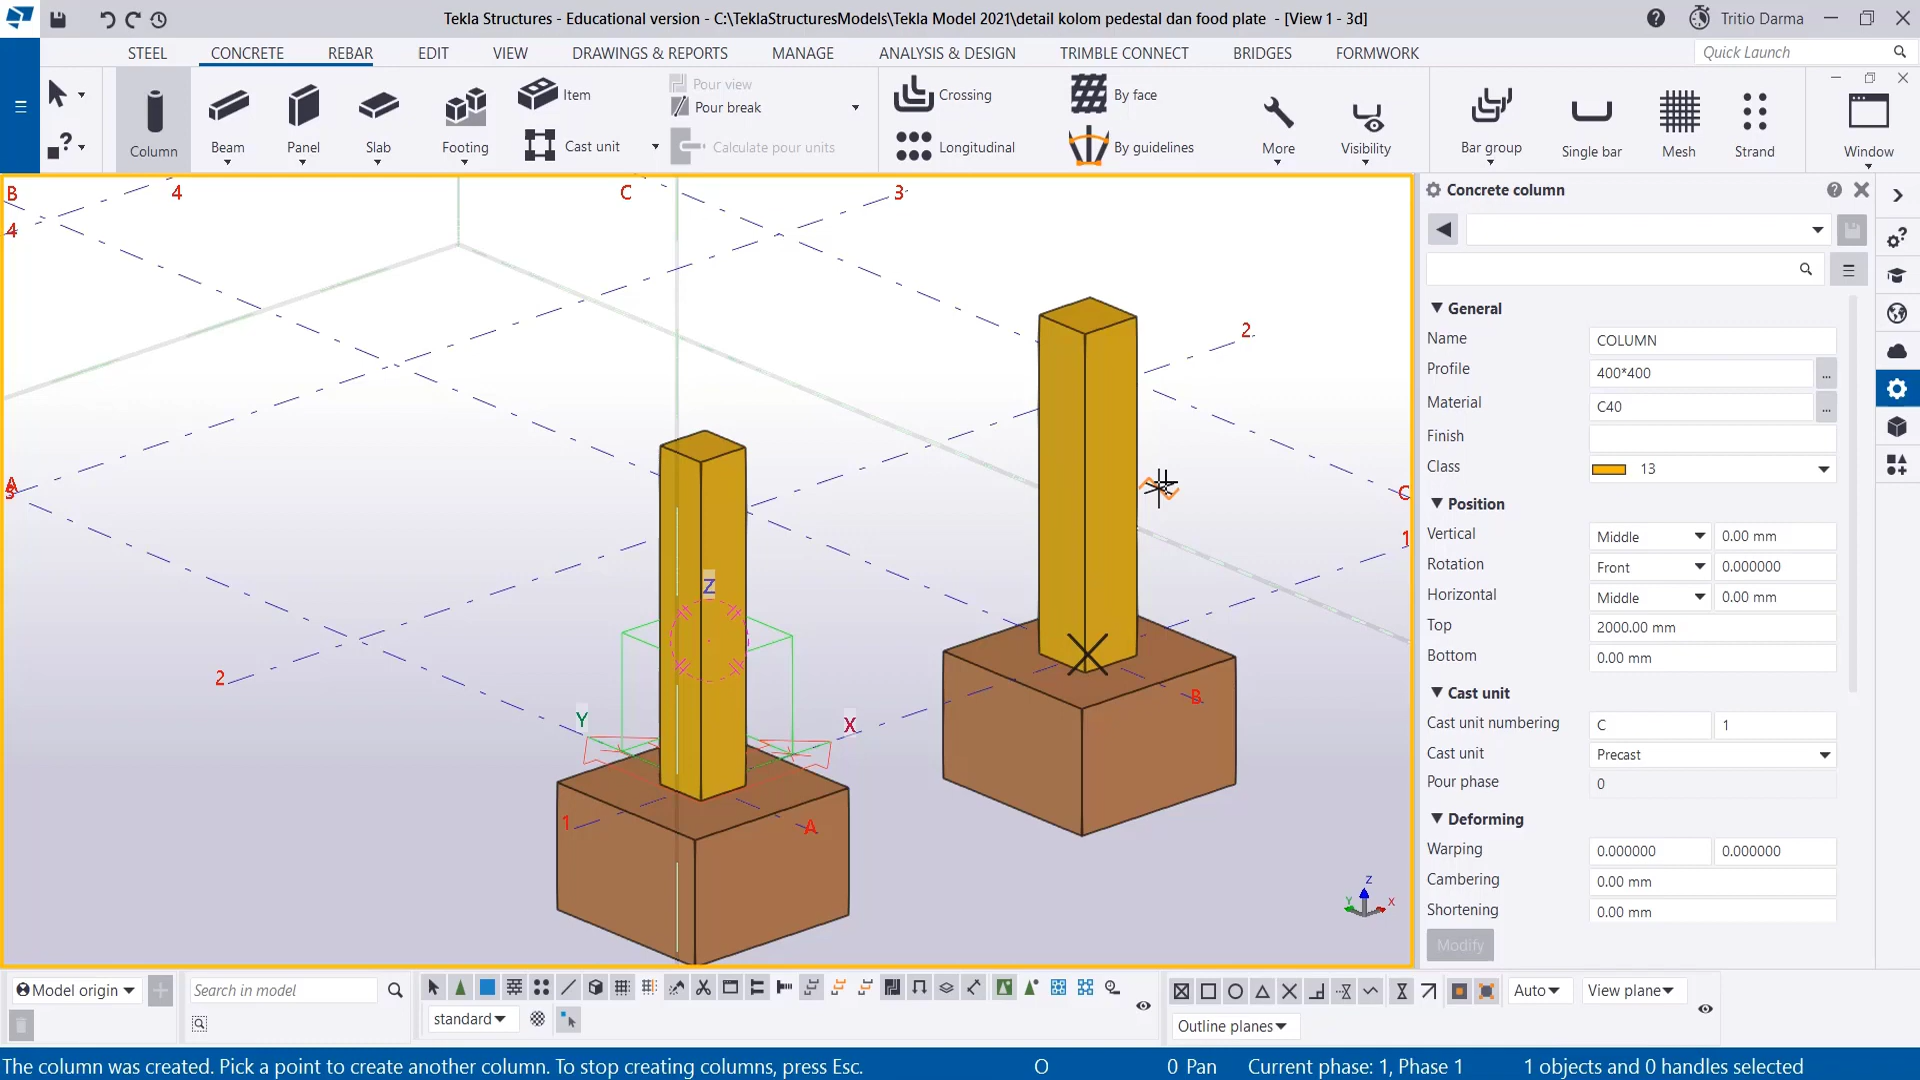 Tekla Structures - Educational version - C:\TeklaStructuresModels\Tekla Model 2021\detail kolom pedestal dan food plate - [View 1 - 3d]
Tritio Darma
STEEL CONCRETE REBAR EDIT VIEW DRAWINGS & REPORTS MANAGE ANALYSIS & DESIGN TRIMBLE CONNECT BRIDGES FORMWORK
Quick Launch
Column
Beam
Panel
Slab
Footing
Item
Cast unit
Pour view
Pour break
Calculate pour units
Crossing
Longitudinal
By face
By guidelines
More
Visibility
Bar group
Single bar
Mesh
Strand
Window
B
4
4
C
3
2
A
3
C
1
2
Z
Y
X
1
A
B
Z
Y
X
Concrete column
General
Name COLUMN
Profile 400*400 ...
Material C40 ...
Finish
Class 13
Position
Vertical Middle 0.00 mm
Rotation Front 0.000000
Horizontal Middle 0.00 mm
Top 2000.00 mm
Bottom 0.00 mm
Cast unit
Cast unit numbering C 1
Cast unit Precast
Pour phase 0
Deforming
Warping 0.000000 0.000000
Cambering 0.00 mm
Shortening 0.00 mm
Modify
Model origin
Search in model
standard
Auto
View plane
Outline planes
The column was created. Pick a point to create another column. To stop creating columns, press Esc. O 0 Pan Current phase: 1, Phase 1 1 objects and 0 handles selected